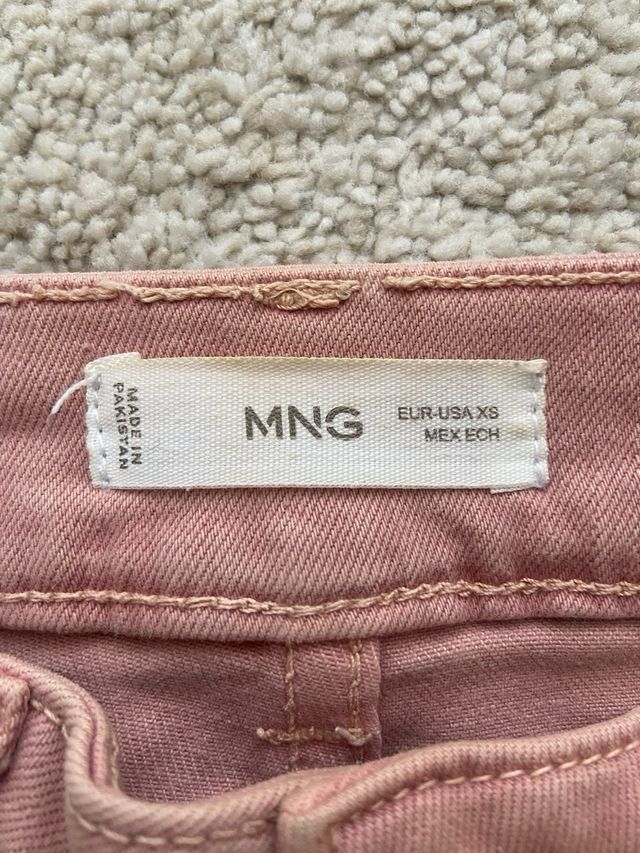 MADE IN
PAKISTAN
MNG
EUR-USA XS
MEX ECH